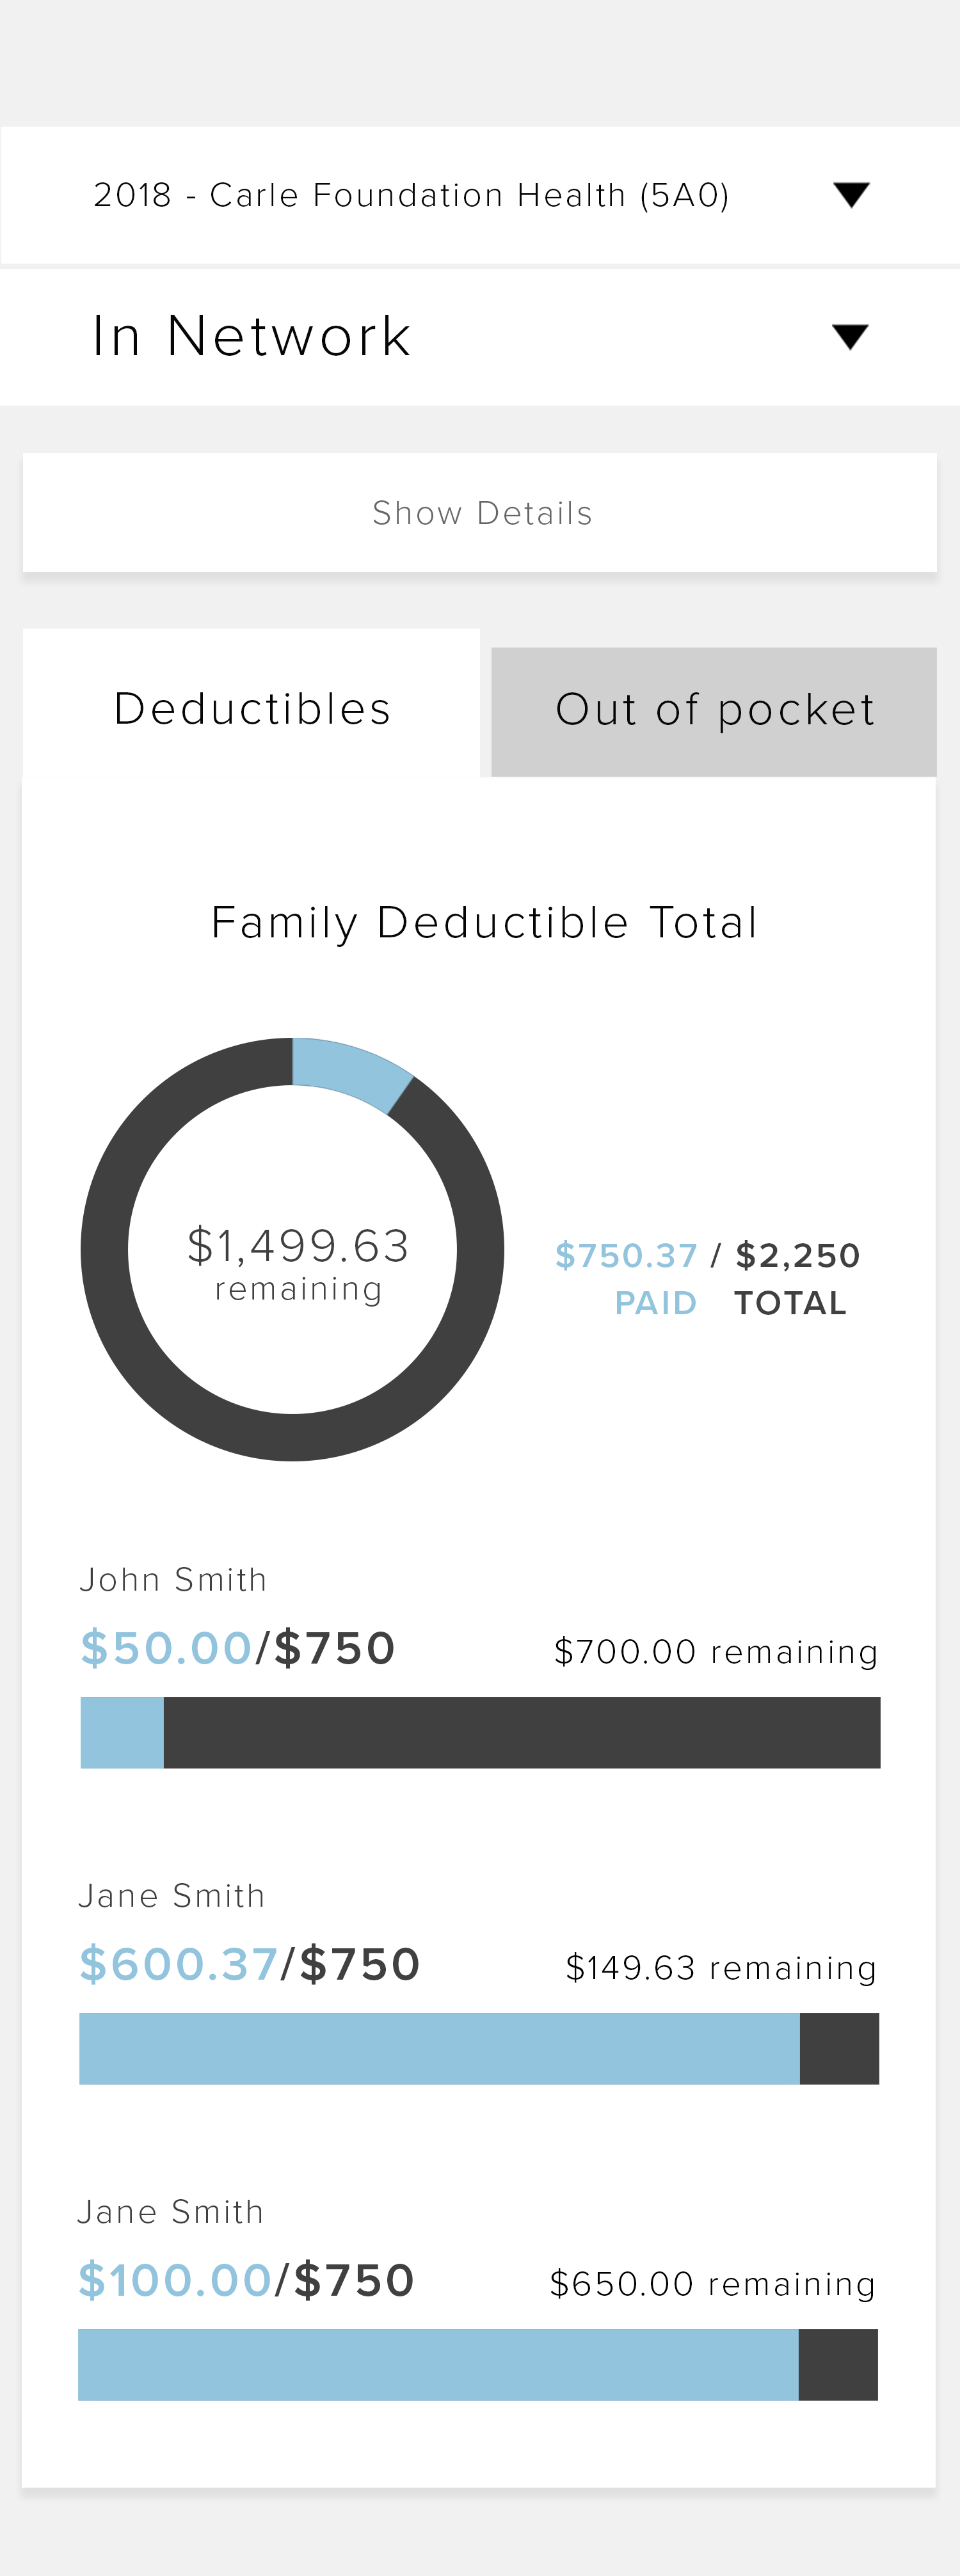 2018 - Carle Foundation Health (5A0)
In Network
Show Details
Deductibles
Out of pocket
Family Deductible Total
$1,499.63
remaining
$750.37 / $2,250
PAID TOTAL
John Smith
$50.00/$750
$700.00 remaining
Jane Smith
$600.37/$750
$149.63 remaining
Jane Smith
$100.00/$750
$650.00 remaining